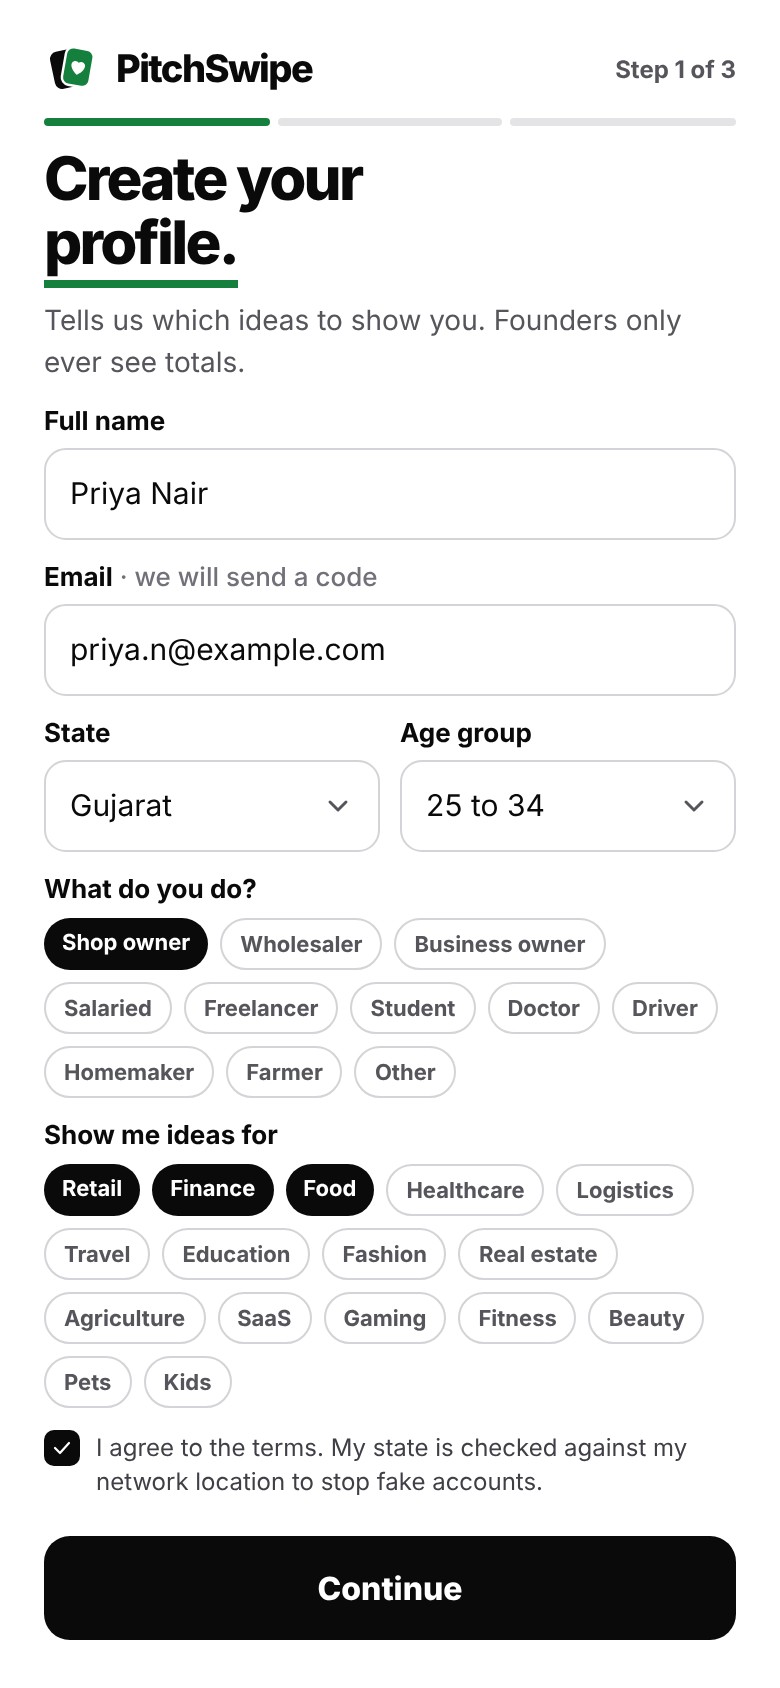 PitchSwipe
Step 1 of 3
Create your
profile.
Tells us which ideas to show you. Founders only
ever see totals.
Full name
Priya Nair
Email · we will send a code
priya.n@example.com
State
Age group
Gujarat
25 to 34
What do you do?
Shop owner
Wholesaler
Business owner
Salaried
Freelancer
Student
Doctor
Driver
Homemaker
Farmer
Other
Show me ideas for
Retail
Finance
Food
Healthcare
Logistics
Travel
Education
Fashion
Real estate
Agriculture
SaaS
Gaming
Fitness
Beauty
Pets
Kids
I agree to the terms. My state is checked against my
network location to stop fake accounts.
Continue